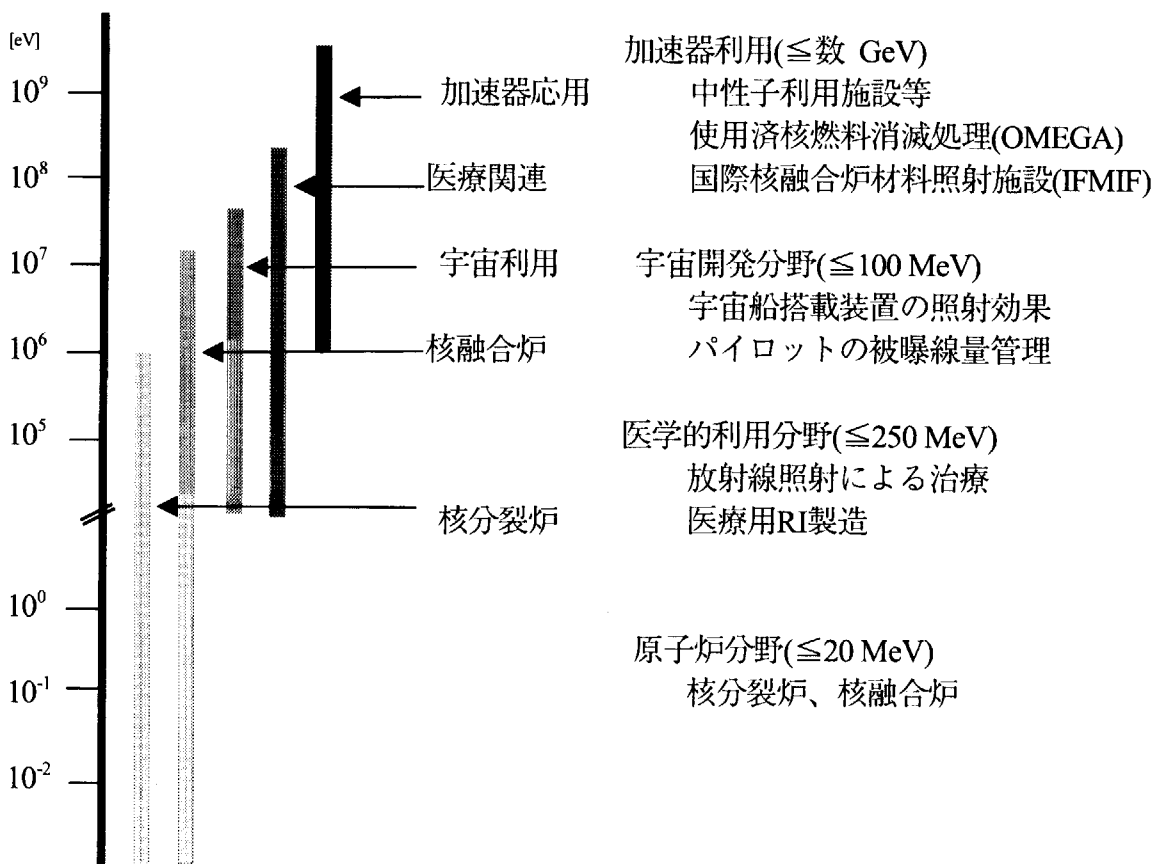 [eV]
10⁹
10⁸
10⁷
10⁶
10⁵
10⁰
10⁻¹
10⁻²
加速器応用
医療関連
宇宙利用
核融合炉
核分裂炉
加速器利用(≦数 GeV)
中性子利用施設等
使用済核燃料消滅処理(OMEGA)
国際核融合炉材料照射施設(IFMIF)
宇宙開発分野(≦100 MeV)
宇宙船搭載装置の照射効果
パイロットの被曝線量管理
医学的利用分野(≦250 MeV)
放射線照射による治療
医療用RI製造
原子炉分野(≦20 MeV)
核分裂炉、核融合炉